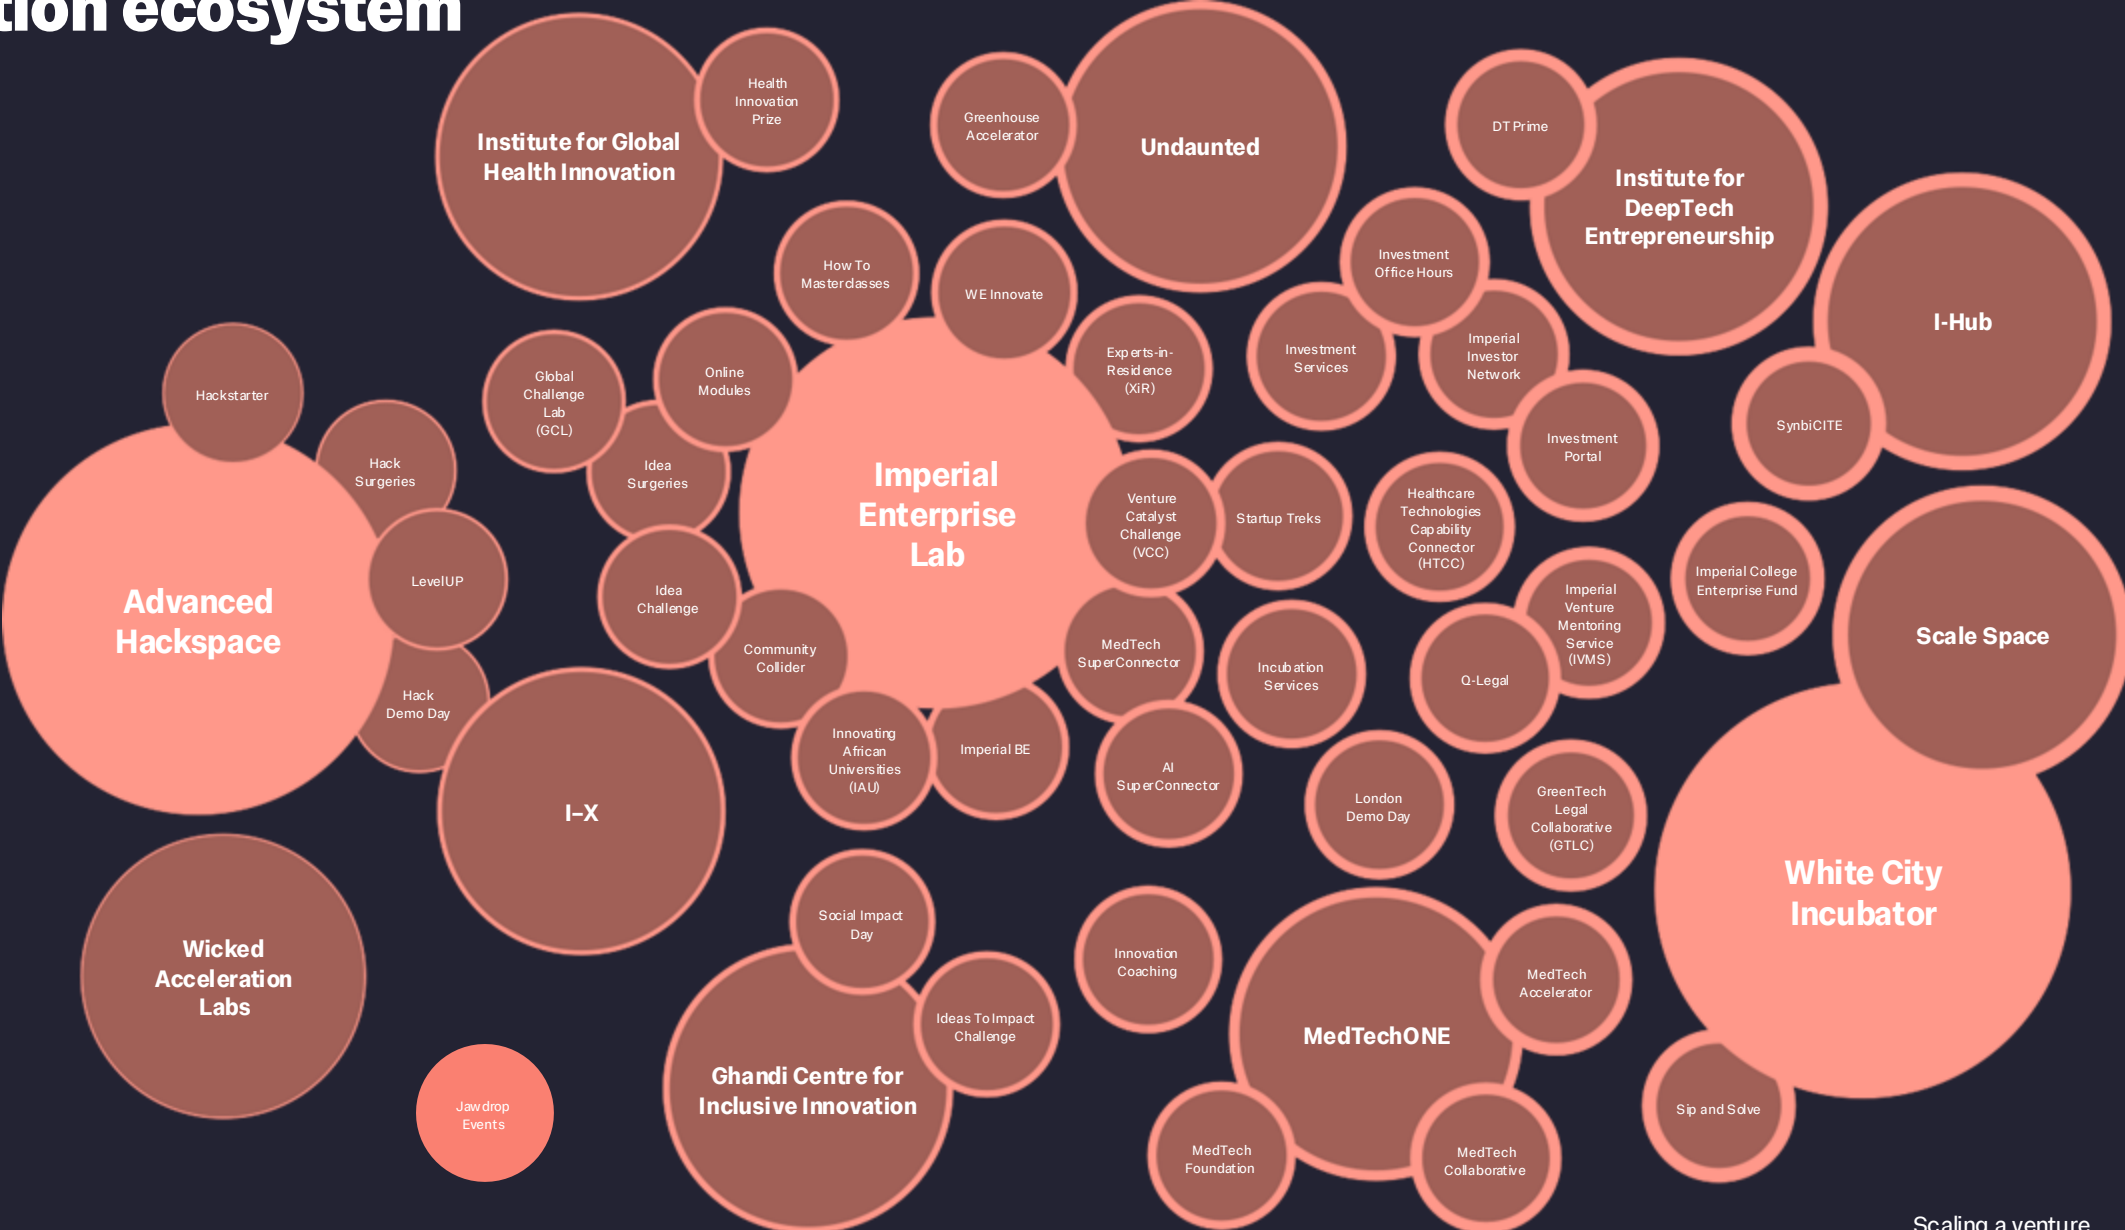 tion ecosystem
Institute for Global
Health Innovation
Health
Innovation
Prize
Greenhouse
Accelerator
Undaunted
DT Prime
Institute for
DeepTech
Entrepreneurship
I-Hub
How To
Masterclasses
WE Innovate
Investment
Office Hours
Experts-in-
Residence
(XiR)
Investment
Services
Imperial
Investor
Network
Investment
Portal
SynbiCITE
Hackstarter
Hack
Surgeries
Global
Challenge
Lab
(GCL)
Online
Modules
Idea
Surgeries
Imperial
Enterprise
Lab
Venture
Catalyst
Challenge
(VCC)
Startup Treks
Healthcare
Technologies
Capability
Connector
(HTCC)
Imperial College
Enterprise Fund
Scale Space
Advanced
Hackspace
LevelUP
Idea
Challenge
Community
Collider
MedTech
SuperConnector
Incubation
Services
Q-Legal
Imperial
Venture
Mentoring
Service
(IVMS)
Hack
Demo Day
I–X
Innovating
African
Universities
(IAU)
Imperial BE
AI
SuperConnector
London
Demo Day
GreenTech
Legal
Collaborative
(GTLC)
White City
Incubator
Wicked
Acceleration
Labs
Social Impact
Day
Innovation
Coaching
MedTech
Accelerator
Ideas To Impact
Challenge
MedTechONE
Jawdrop
Events
Ghandi Centre for
Inclusive Innovation
MedTech
Foundation
MedTech
Collaborative
Sip and Solve
Scaling a venture